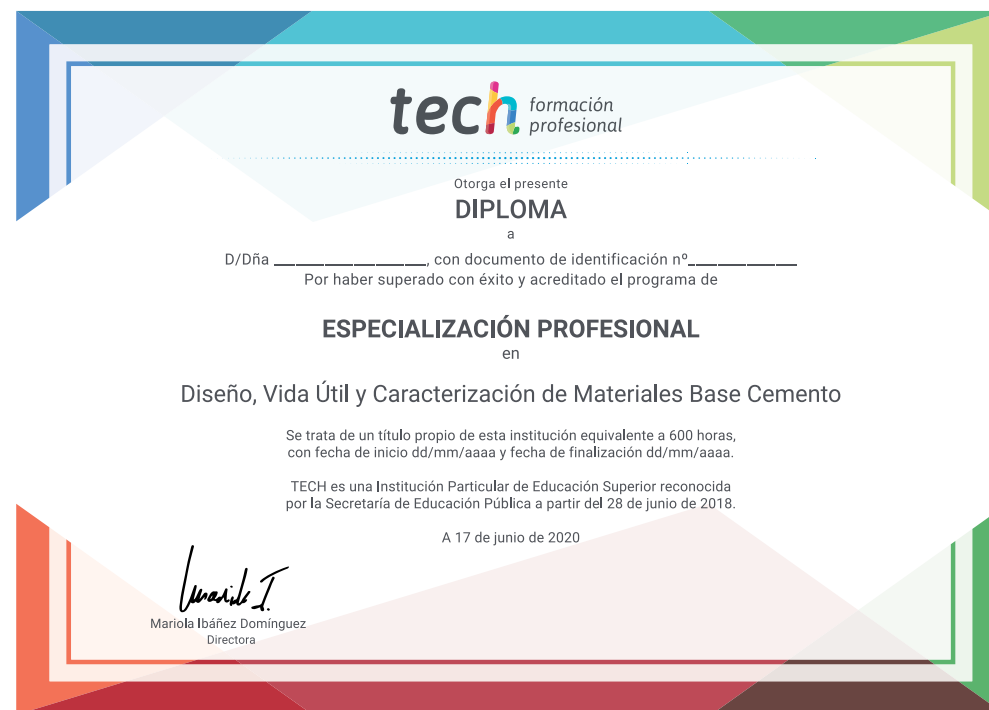 tech formación
profesional
Otorga el presente
DIPLOMA
a
D/Dña ______________, con documento de identificación nº__________
Por haber superado con éxito y acreditado el programa de
ESPECIALIZACIÓN PROFESIONAL
en
Diseño, Vida Útil y Caracterización de Materiales Base Cemento
Se trata de un título propio de esta institución equivalente a 600 horas,
con fecha de inicio dd/mm/aaaa y fecha de finalización dd/mm/aaaa.
TECH es una Institución Particular de Educación Superior reconocida
por la Secretaría de Educación Pública a partir del 28 de junio de 2018.
A 17 de junio de 2020
Mariola Ibáñez Domínguez
Directora